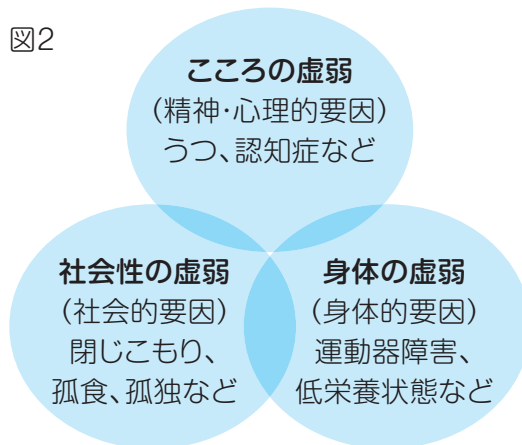 図2
こころの虚弱
(精神・心理的要因)
うつ、認知症など
社会性の虚弱
(社会的要因)
閉じこもり、
孤食、孤独など
身体の虚弱
(身体的要因)
運動器障害、
低栄養状態など